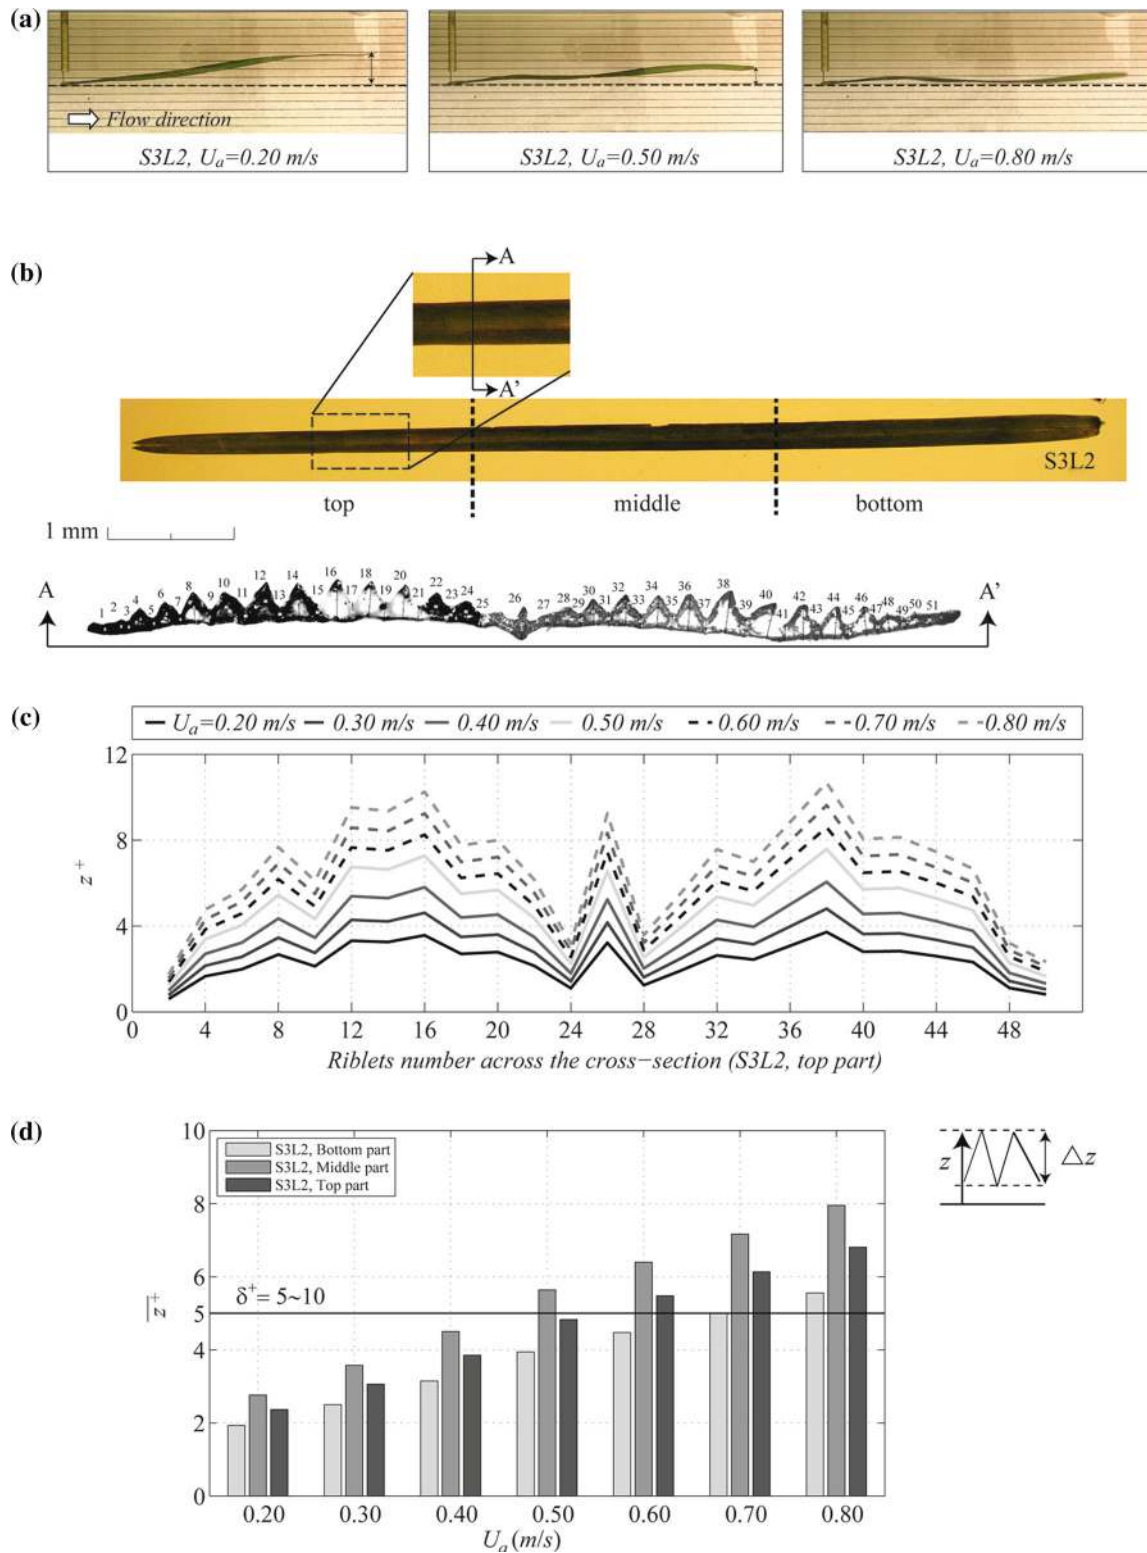 (a)
Flow direction
S3L2, Ua=0.20 m/s
S3L2, Ua=0.50 m/s
S3L2, Ua=0.80 m/s
(b)
A
A'
S3L2
top
middle
bottom
1 mm
A
1 2 3 4 5 6 7 8 9 10 11 12 13 14 15 16 17 18 19 20 21 22 23 24 25 26 27 28 29 30 31 32 33 34 35 36 37 38 39 40 41 42 43 44 45 46 47 48 49 50 51
A'
(c)
Ua=0.20 m/s 0.30 m/s 0.40 m/s 0.50 m/s 0.60 m/s 0.70 m/s 0.80 m/s
12
8
4
0
z+
0 4 8 12 16 20 24 28 32 36 40 44 48
Riblets number across the cross−section (S3L2, top part)
(d)
10
8
6
5
4
2
0
z+
S3L2, Bottom part
S3L2, Middle part
S3L2, Top part
δ+= 5~10
z
△z
0.20 0.30 0.40 0.50 0.60 0.70 0.80
Ua(m/s)